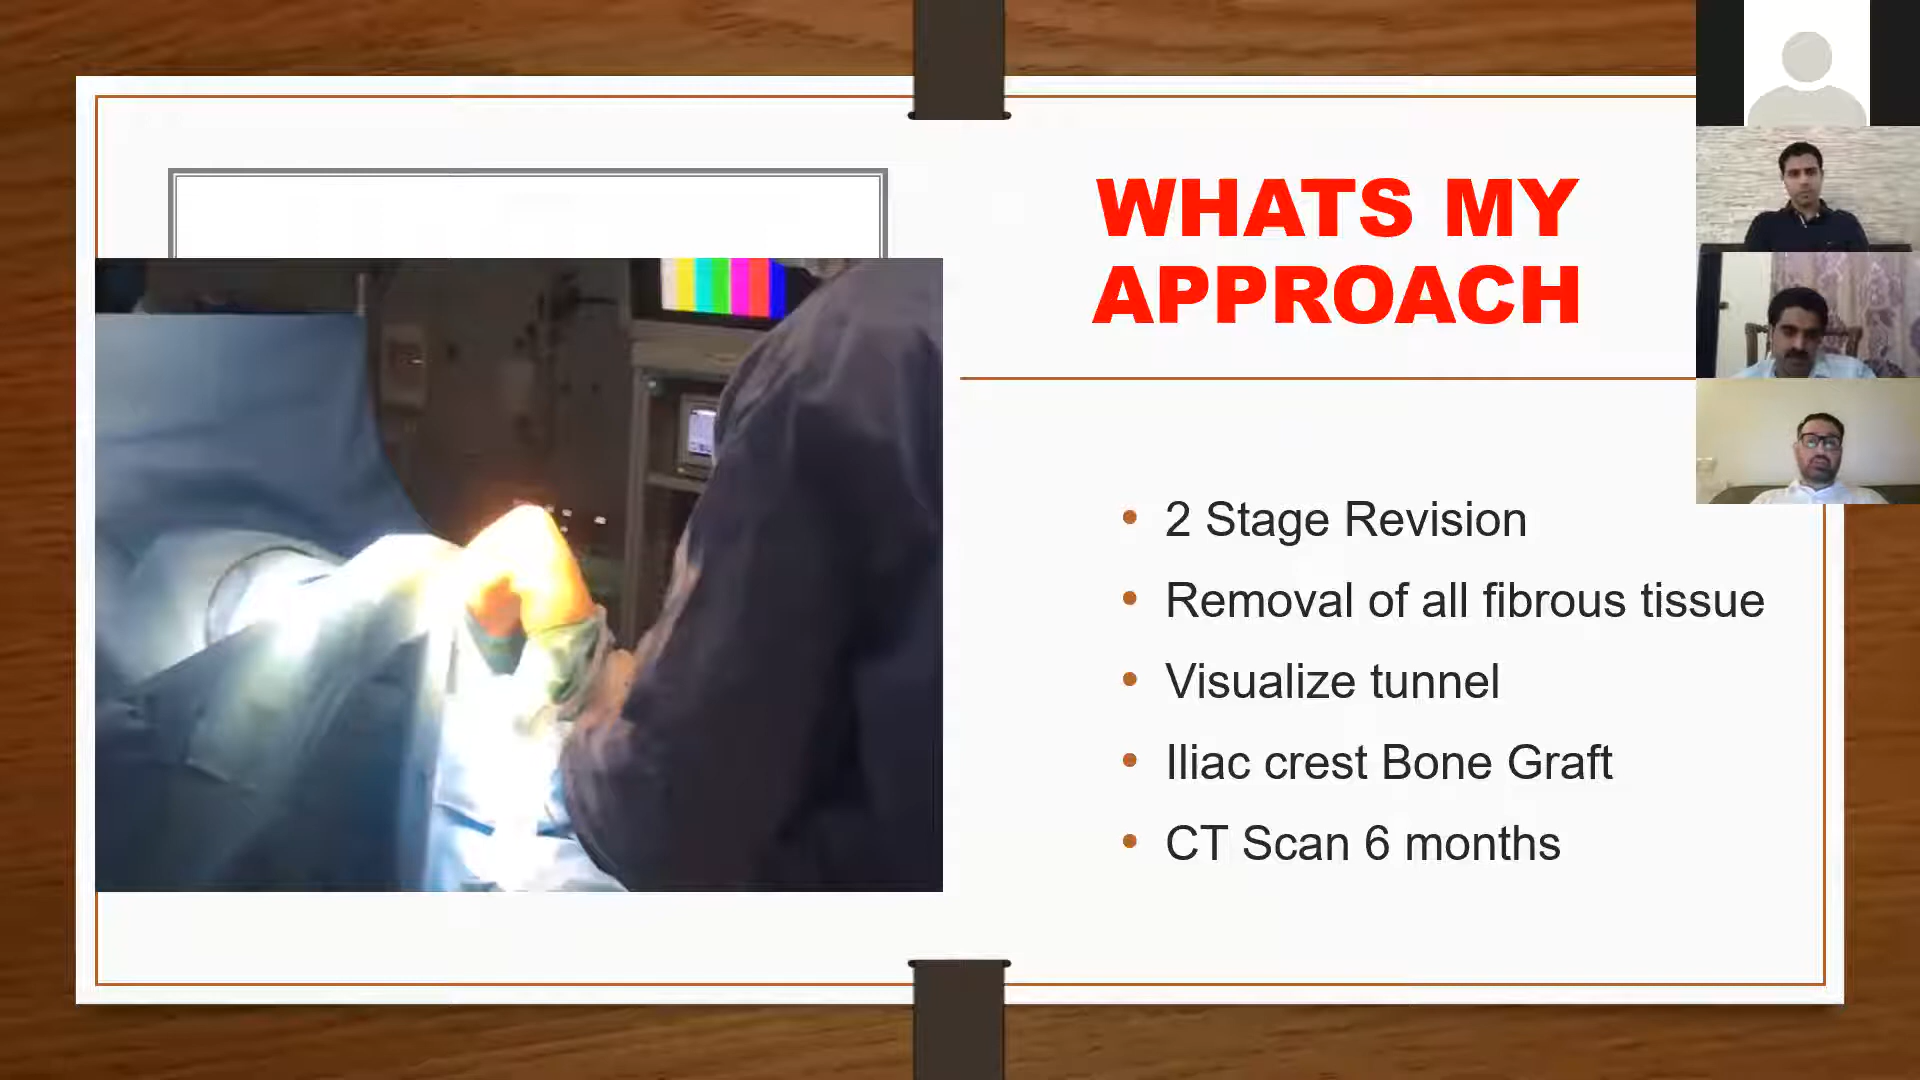 WHATS MY
APPROACH
• 2 Stage Revision
• Removal of all fibrous tissue
• Visualize tunnel
• Iliac crest Bone Graft
• CT Scan 6 months